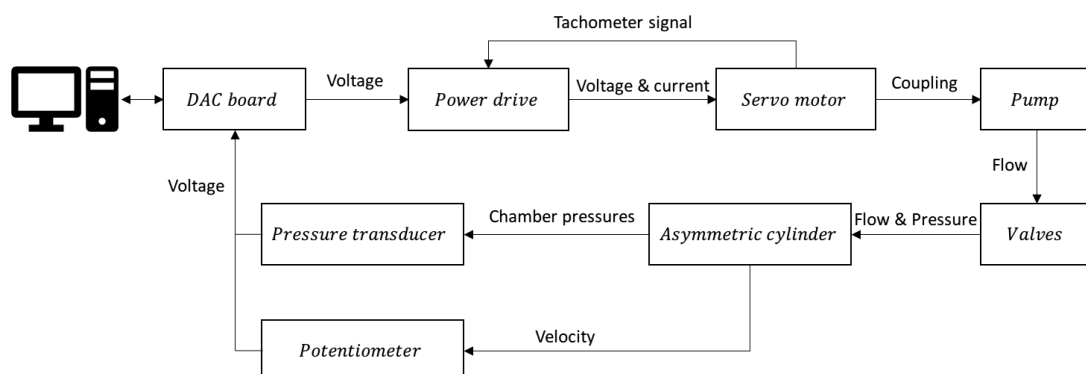 Tachometer signal
DAC board
Voltage
Power drive
Voltage & current
Servo motor
Coupling
Pump
Flow
Voltage
Pressure transducer
Chamber pressures
Asymmetric cylinder
Flow & Pressure
Valves
Potentiometer
Velocity